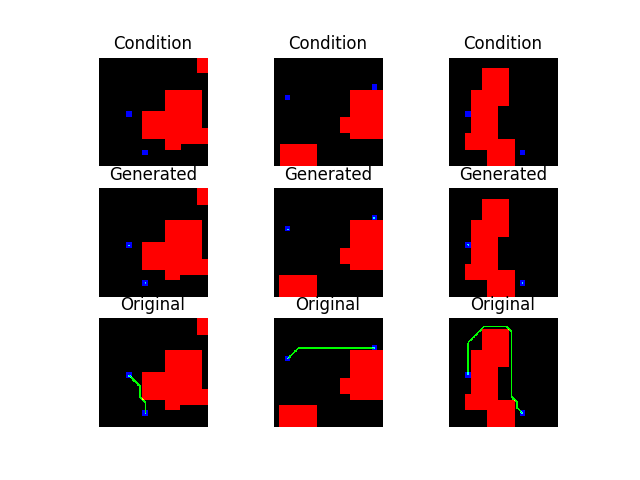 Condition Condition Condition
Generated Generated Generated
Original Original Original